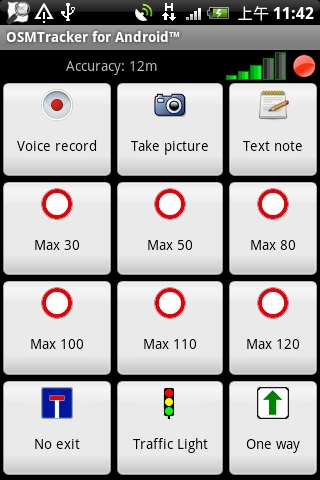 上午 11:42
OSMTracker for Android™
Accuracy: 12m
Voice record
Take picture
Text note
Max 30
Max 50
Max 80
Max 100
Max 110
Max 120
No exit
Traffic Light
One way